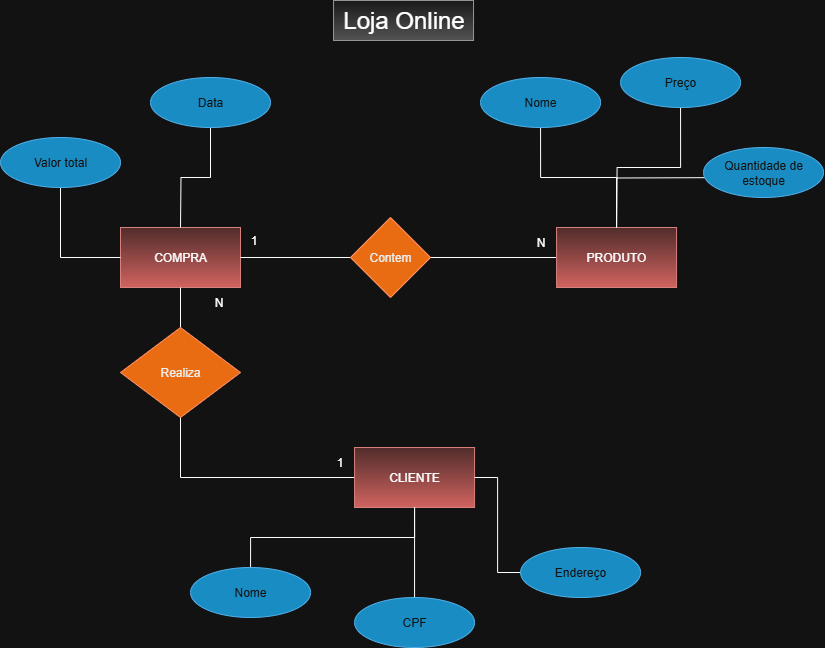 Loja Online
Data
Nome
Preço
Valor total
Quantidade de
estoque
1
N
COMPRA
Contem
PRODUTO
N
Realiza
1
CLIENTE
Nome
CPF
Endereço